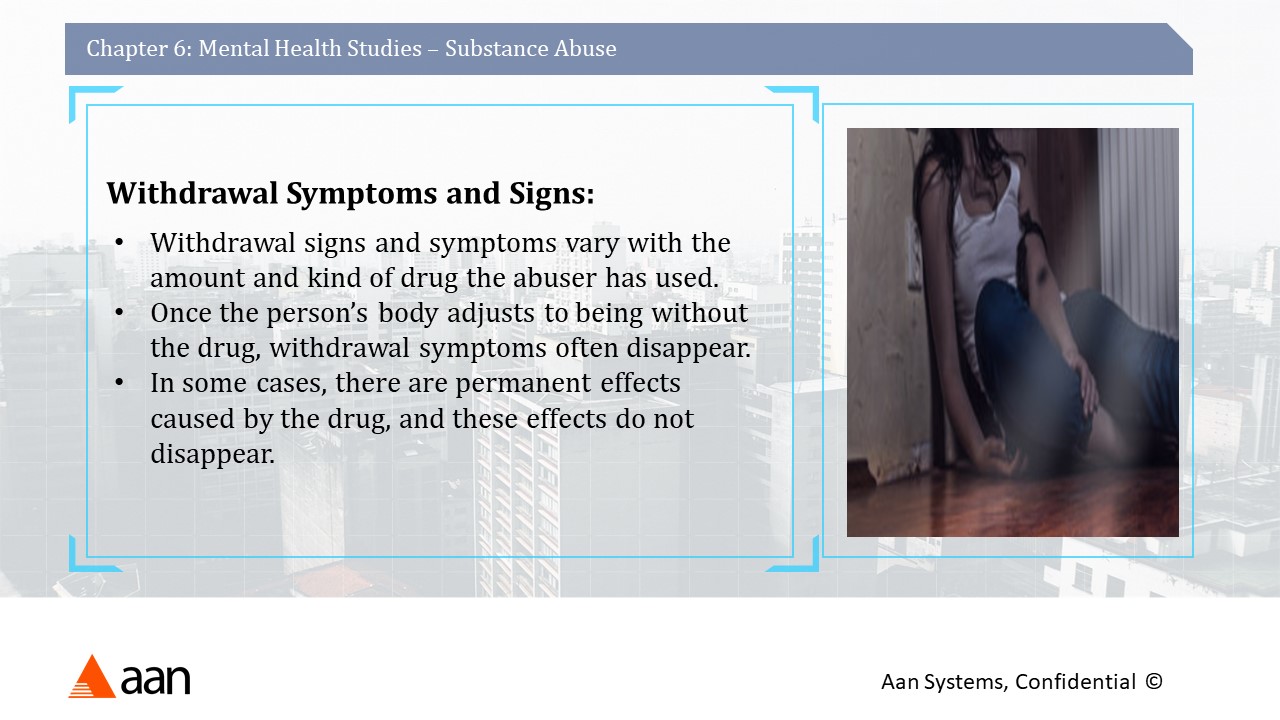 Chapter 6: Mental Health Studies – Substance Abuse
Withdrawal Symptoms and Signs:
• Withdrawal signs and symptoms vary with the
amount and kind of drug the abuser has used.
• Once the person’s body adjusts to being without
the drug, withdrawal symptoms often disappear.
• In some cases, there are permanent effects
caused by the drug, and these effects do not
disappear.
aan
Aan Systems, Confidential ©